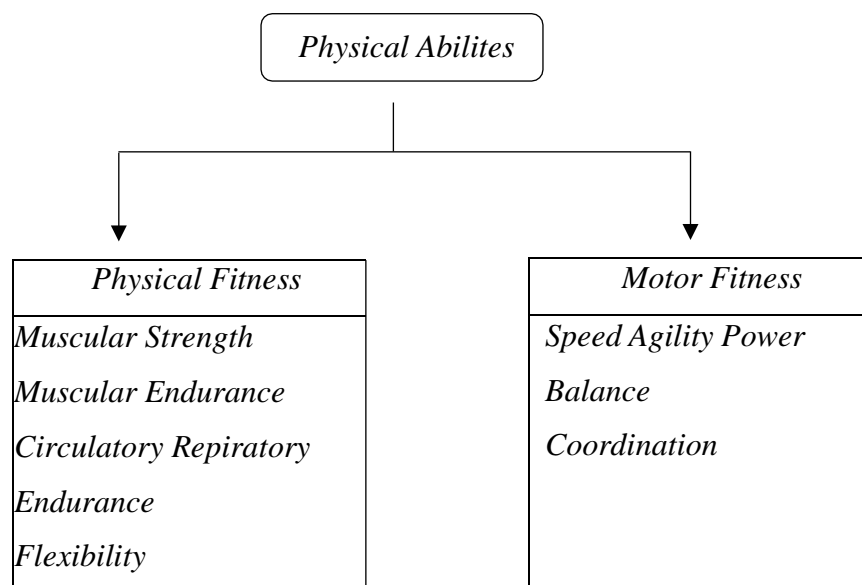 Physical Abilites
Physical Fitness
Muscular Strength
Muscular Endurance
Circulatory Repiratory
Endurance
Flexibility
Motor Fitness
Speed Agility Power
Balance
Coordination